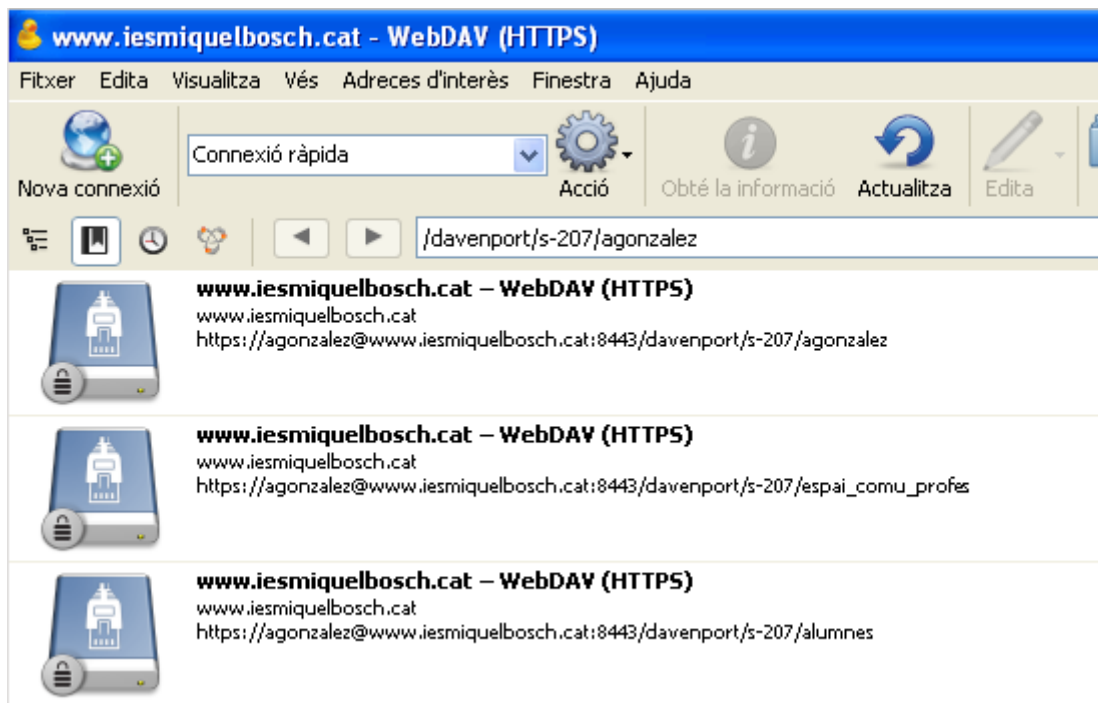 www.iesmiquelbosch.cat - WebDAV (HTTPS)
Fitxer Edita Visualitza Vés Adreces d'interès Finestra Ajuda
Connexió ràpida
Nova connexió Acció Obté la informació Actualitza Edita
/davenport/s-207/agonzalez
www.iesmiquelbosch.cat – WebDAV (HTTPS)
www.iesmiquelbosch.cat
https://agonzalez@www.iesmiquelbosch.cat:8443/davenport/s-207/agonzalez
www.iesmiquelbosch.cat – WebDAV (HTTPS)
www.iesmiquelbosch.cat
https://agonzalez@www.iesmiquelbosch.cat:8443/davenport/s-207/espai_comu_profes
www.iesmiquelbosch.cat – WebDAV (HTTPS)
www.iesmiquelbosch.cat
https://agonzalez@www.iesmiquelbosch.cat:8443/davenport/s-207/alumnes